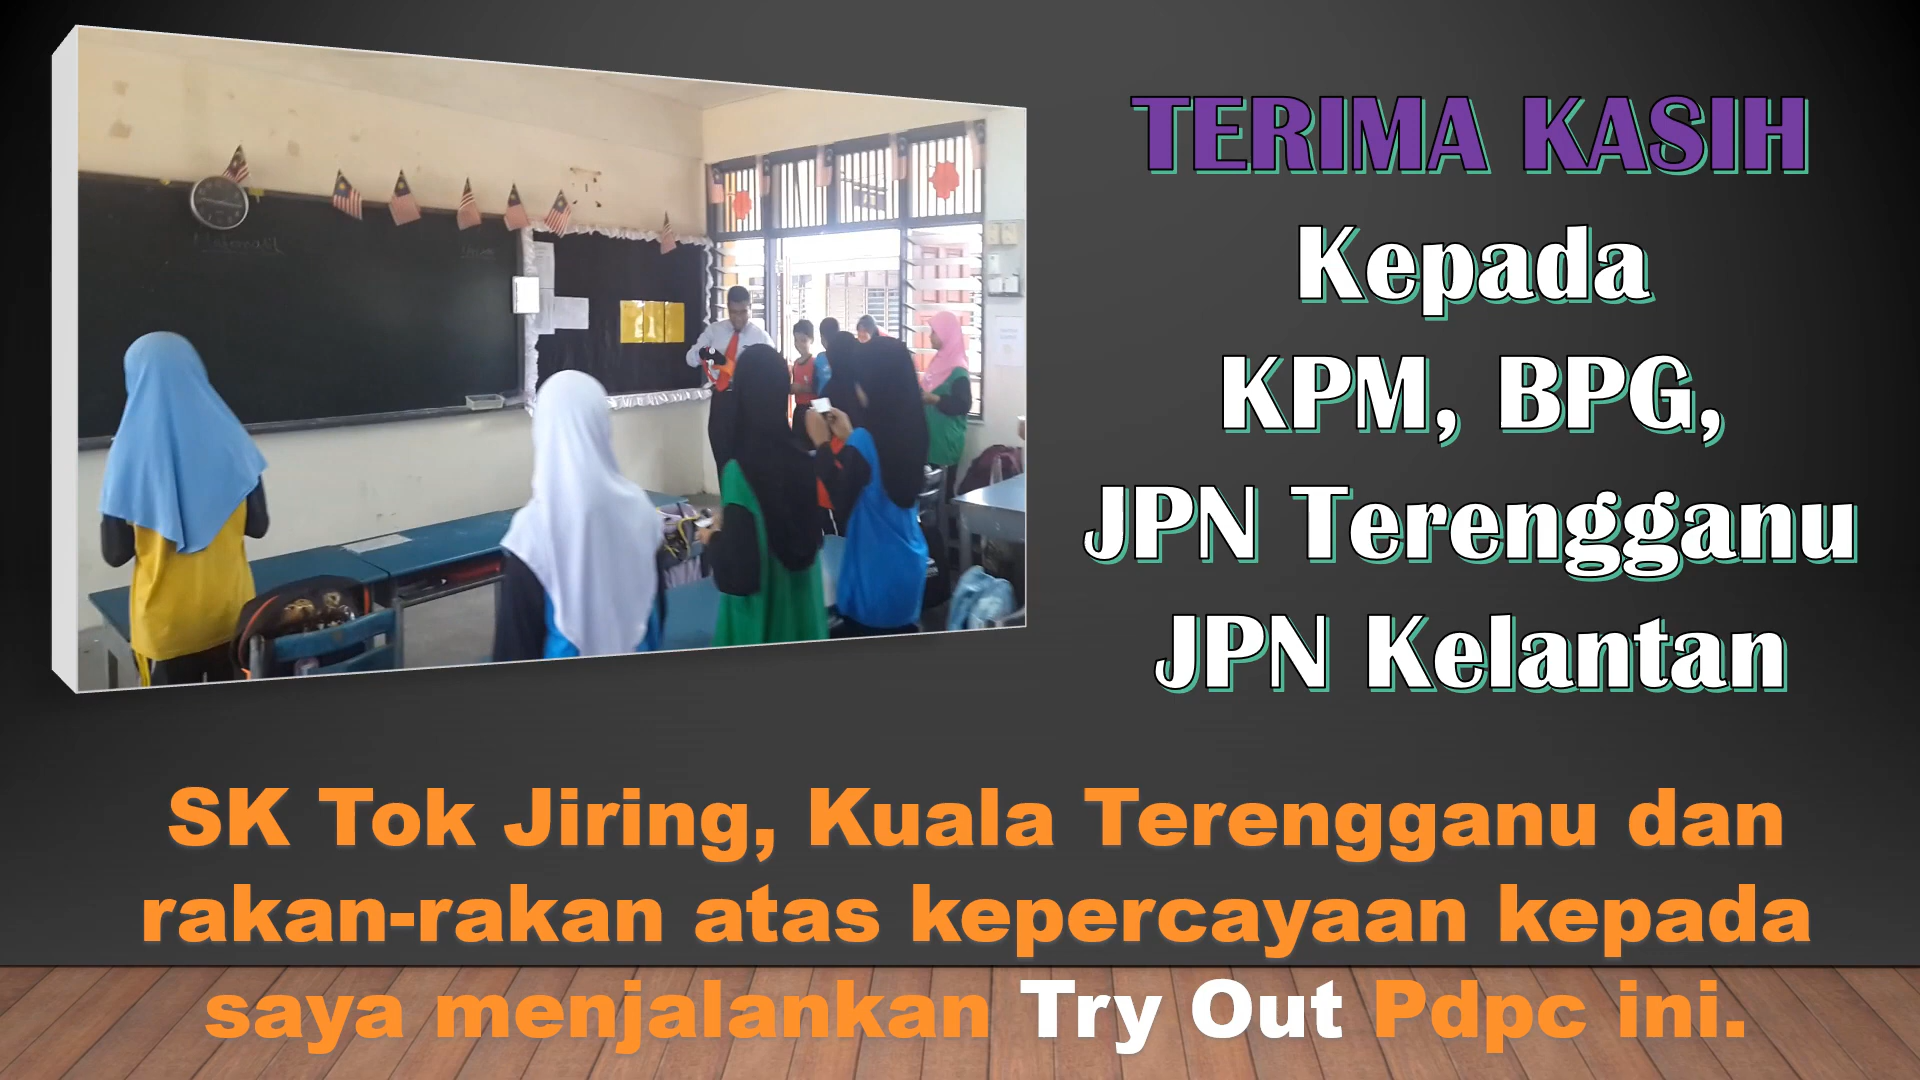 TERIMA KASIH
Kepada
KPM, BPG,
JPN Terengganu
JPN Kelantan
SK Tok Jiring, Kuala Terengganu dan
rakan-rakan atas kepercayaan kepada
saya menjalankan Try Out Pdpc ini.